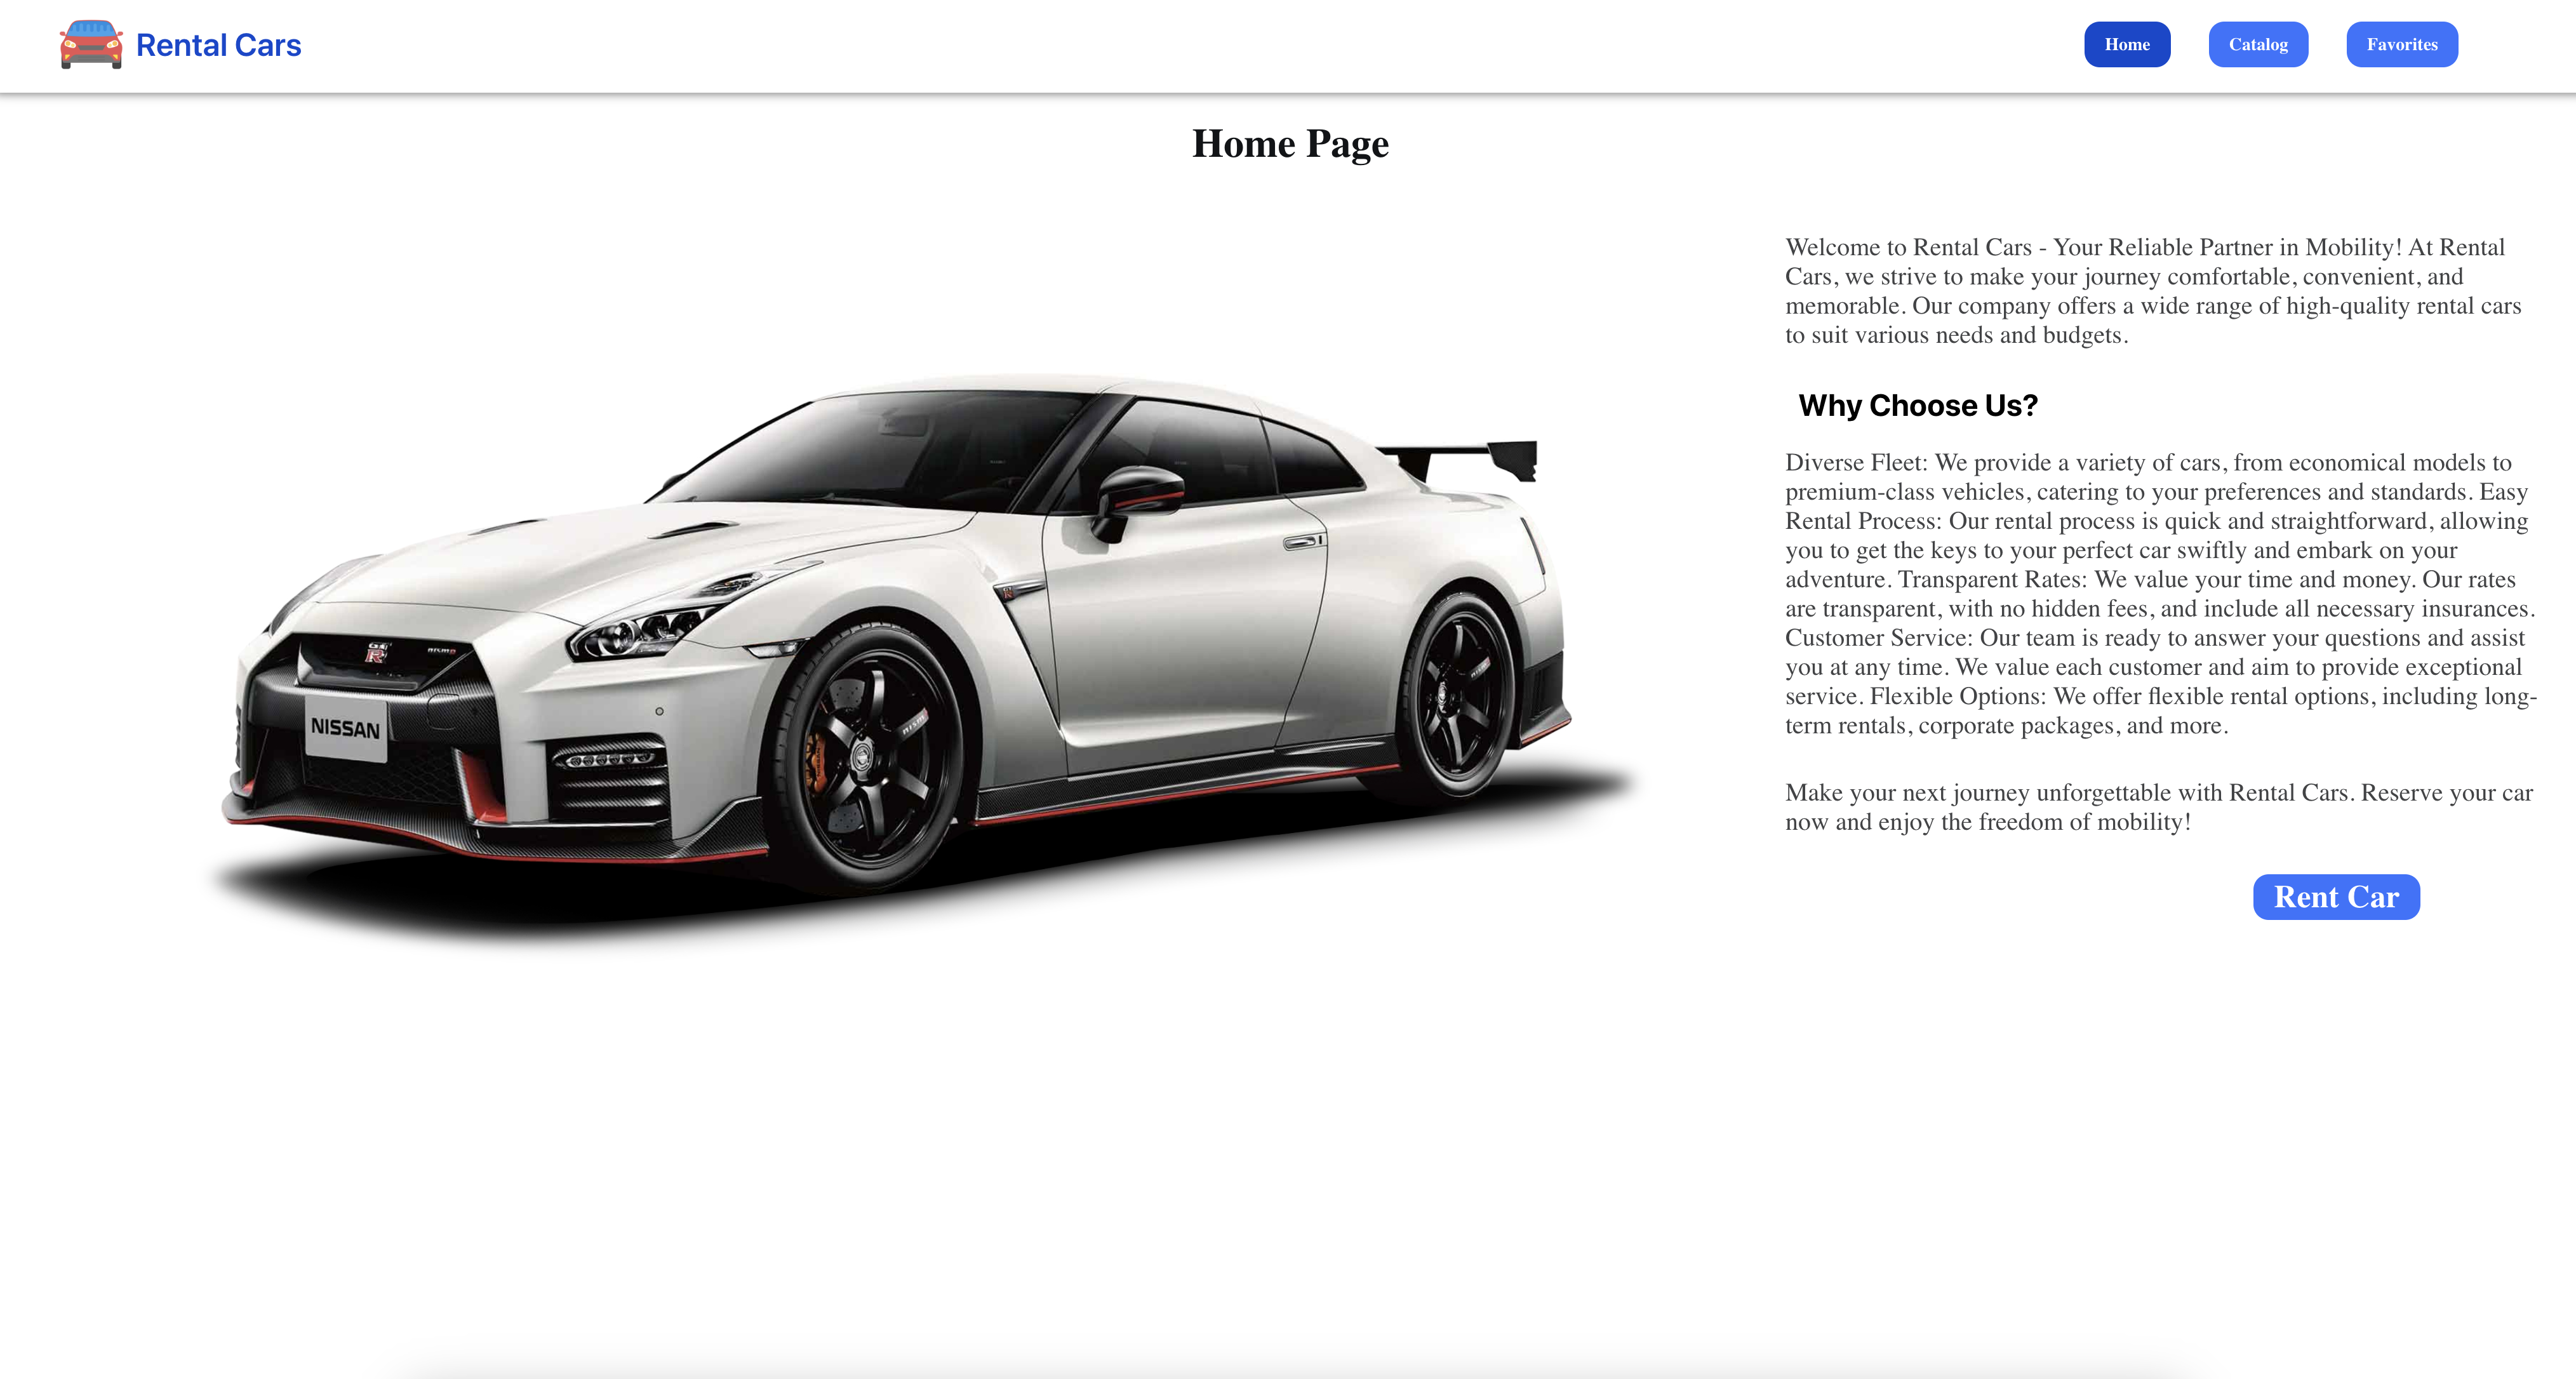 Rental Cars
Home
Catalog
Favorites
Home Page
Welcome to Rental Cars - Your Reliable Partner in Mobility! At Rental
Cars, we strive to make your journey comfortable, convenient, and
memorable. Our company offers a wide range of high-quality rental cars
to suit various needs and budgets.
Why Choose Us?
Diverse Fleet: We provide a variety of cars, from economical models to
premium-class vehicles, catering to your preferences and standards. Easy
Rental Process: Our rental process is quick and straightforward, allowing
you to get the keys to your perfect car swiftly and embark on your
adventure. Transparent Rates: We value your time and money. Our rates
are transparent, with no hidden fees, and include all necessary insurances.
Customer Service: Our team is ready to answer your questions and assist
you at any time. We value each customer and aim to provide exceptional
service. Flexible Options: We offer flexible rental options, including long-
term rentals, corporate packages, and more.
Make your next journey unforgettable with Rental Cars. Reserve your car
now and enjoy the freedom of mobility!
Rent Car
GT
R
nismo
NISSAN
nismo